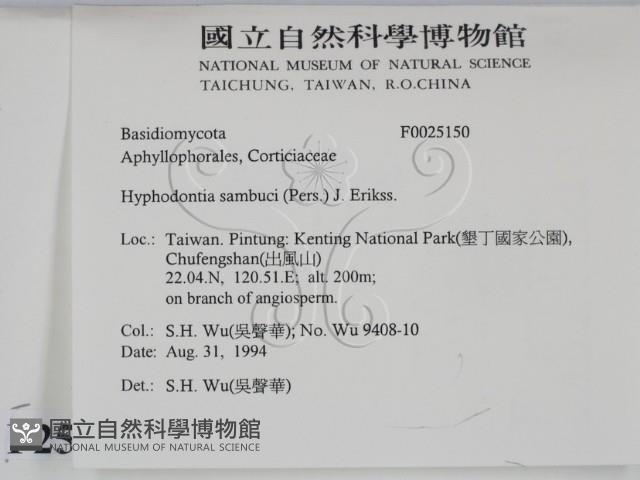 國立自然科學博物館
NATIONAL MUSEUM OF NATURAL SCIENCE
TAICHUNG, TAIWAN, R.O.CHINA
Basidiomycota F0025150
Aphyllophorales, Corticiaceae
Hyphodontia sambuci (Pers.) J. Erikss.
Loc.: Taiwan. Pintung: Kenting National Park(墾丁國家公園),
Chufengshan(出風山)
22.04.N, 120.51.E; alt. 200m;
on branch of angiosperm.
Col.: S.H. Wu(吳聲華); No. Wu 9408-10
Date: Aug. 31, 1994
Det.: S.H. Wu(吳聲華)
國立自然科學博物館
NATIONAL MUSEUM OF NATURAL SCIENCE